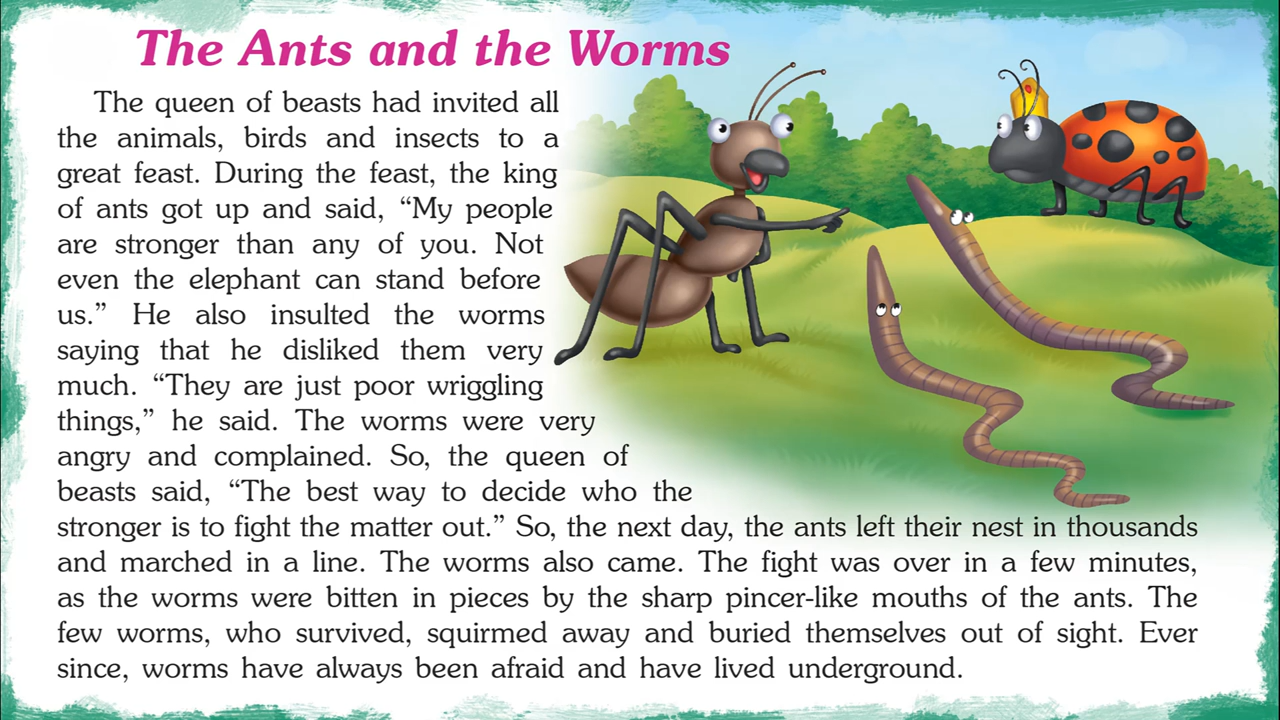 The Ants and the Worms
The queen of beasts had invited all
the animals, birds and insects to a
great feast. During the feast, the king
of ants got up and said, “My people
are stronger than any of you. Not
even the elephant can stand before
us.” He also insulted the worms
saying that he disliked them very
much. “They are just poor wriggling
things,” he said. The worms were very
angry and complained. So, the queen of
beasts said, “The best way to decide who the
stronger is to fight the matter out.” So, the next day, the ants left their nest in thousands
and marched in a line. The worms also came. The fight was over in a few minutes,
as the worms were bitten in pieces by the sharp pincer-like mouths of the ants. The
few worms, who survived, squirmed away and buried themselves out of sight. Ever
since, worms have always been afraid and have lived underground.